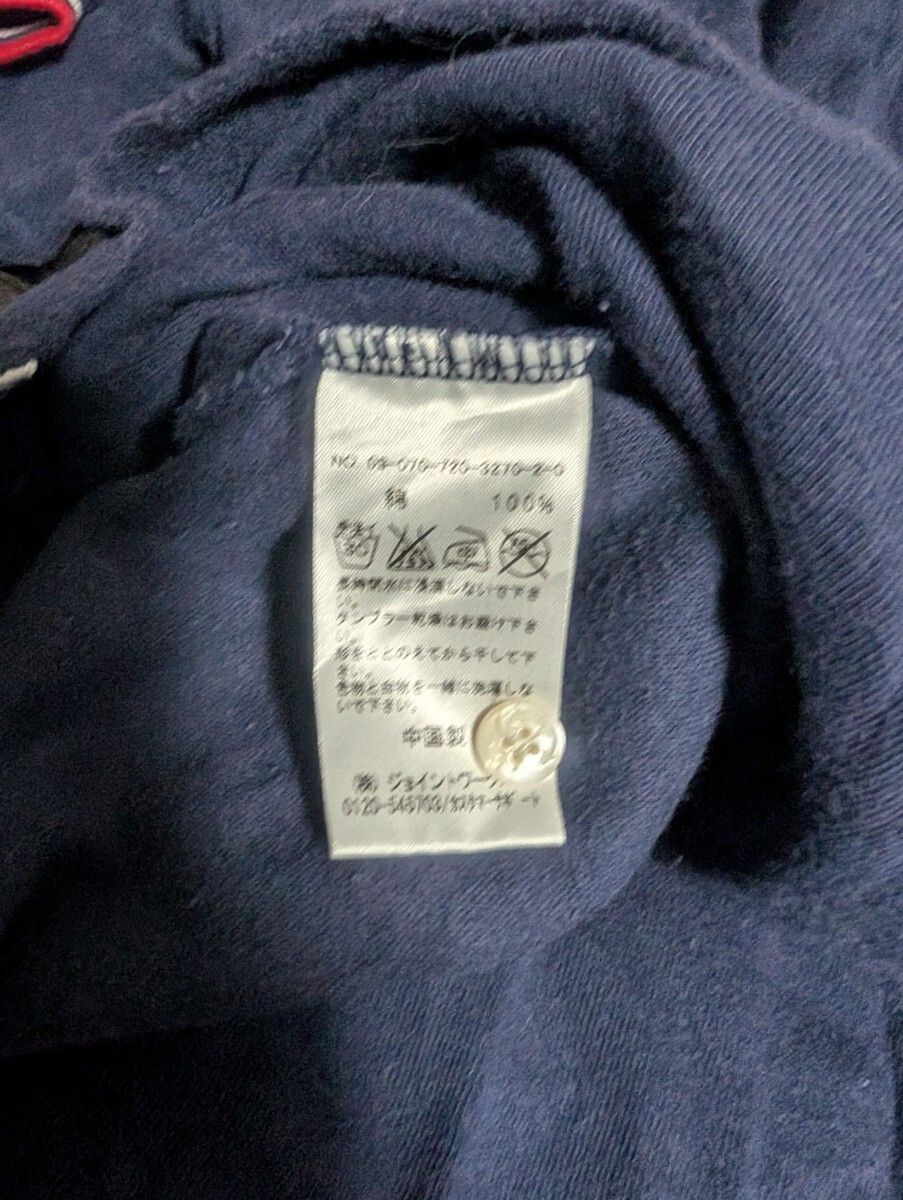 NO 09-070-720-3270-2-0
綿 100%
手洗イ 30
長時間水に浸漬しないで下さ
い。
タンブラー乾燥はお避け下さ
い。
形をととのえてから干して下
さい。
色物と白物を一緒に洗濯しな
いで下さい。
中国製
(株) ジョイントワーク
0120-546703/カスタマーサポート